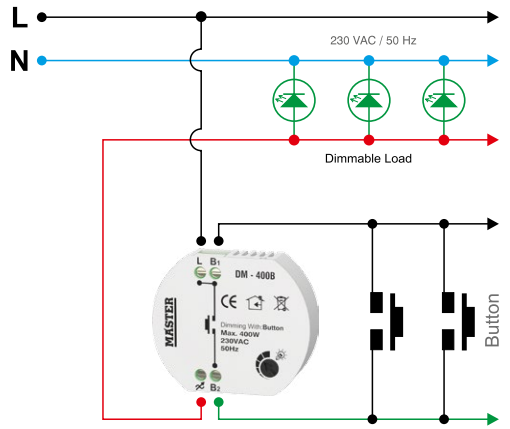 L
230 VAC / 50 Hz
N
Dimmable Load
L B1
DM - 400B
CE
MASTER
Dimming With:Button
Max. 400W
230VAC
50Hz
B2
Button